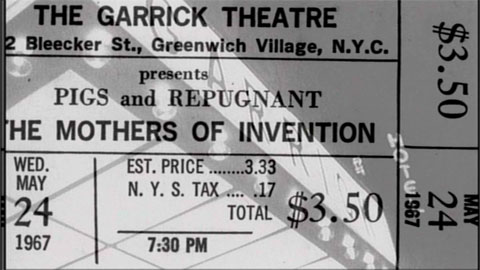 THE GARRICK THEATRE
2 Bleecker St., Greenwich Village, N.Y.C.
presents
PIGS and REPUGNANT
THE MOTHERS OF INVENTION
WED.
MAY
24
1967
EST. PRICE ........3.33
N. Y. S. TAX .... 17
TOTAL $3.50
7:30 PM
$3.50
MAY
24
1967